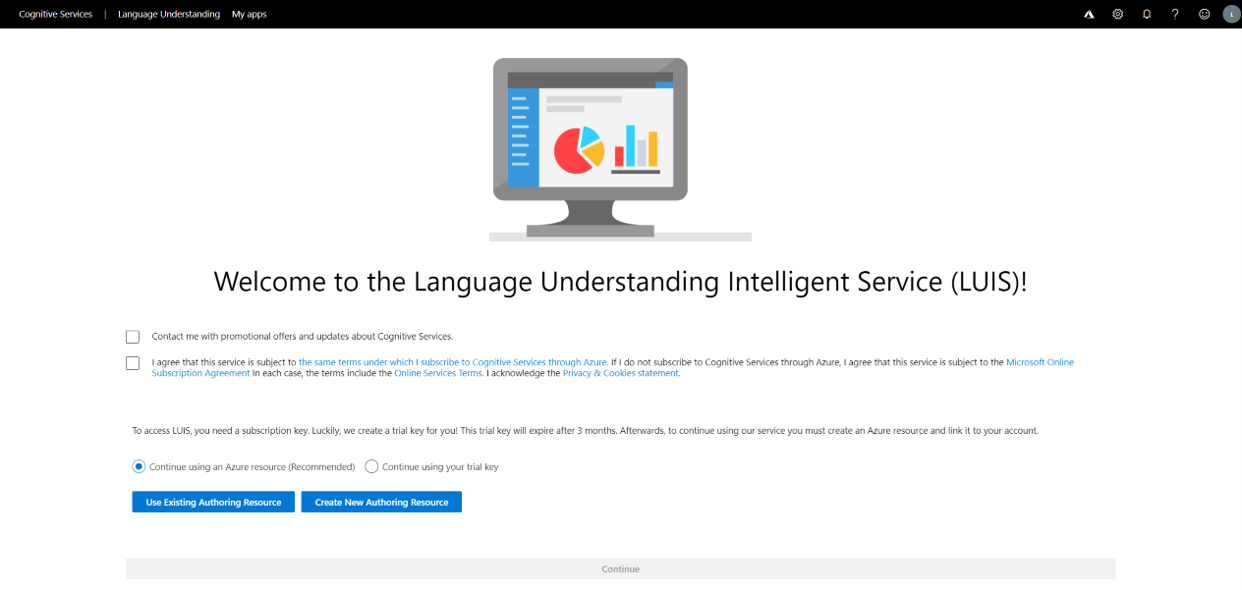 Cognitive Services | Language Understanding My apps
L
Welcome to the Language Understanding Intelligent Service (LUIS)!
Contact me with promotional offers and updates about Cognitive Services.
I agree that this service is subject to the same terms under which I subscribe to Cognitive Services through Azure. If I do not subscribe to Cognitive Services through Azure, I agree that this service is subject to the Microsoft Online
Subscription Agreement In each case, the terms include the Online Services Terms. I acknowledge the Privacy & Cookies statement.
To access LUIS, you need a subscription key. Luckily, we create a trial key for you! This trial key will expire after 3 months. Afterwards, to continue using our service you must create an Azure resource and link it to your account.
Continue using an Azure resource (Recommended) Continue using your trial key
Use Existing Authoring Resource Create New Authoring Resource
Continue